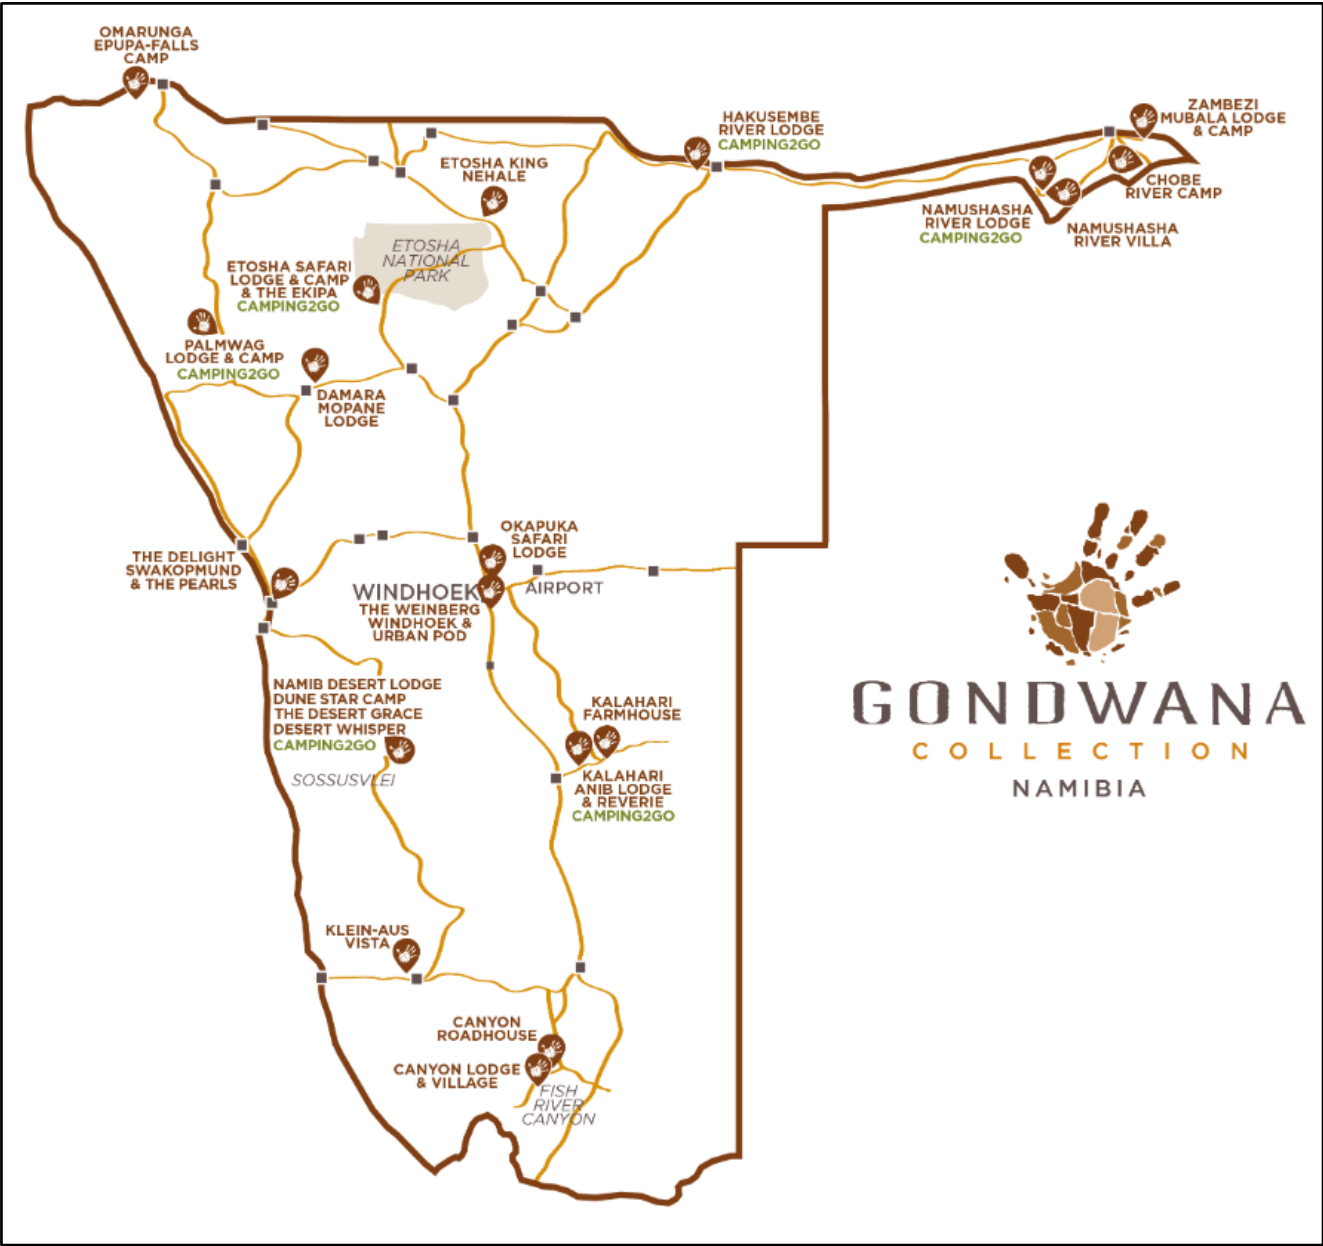 OMARUNGA
EPUPA-FALLS
CAMP
HAKUSEMBE
RIVER LODGE
CAMPING2GO
ZAMBEZI
MUBALA LODGE
& CAMP
ETOSHA KING
NEHALE
CHOBE
RIVER CAMP
NAMUSHASHA
RIVER LODGE
CAMPING2GO
NAMUSHASHA
RIVER VILLA
ETOSHA
NATIONAL
PARK
ETOSHA SAFARI
LODGE & CAMP
& THE EKIPA
CAMPING2GO
PALMWAG
LODGE & CAMP
CAMPING2GO
DAMARA
MOPANE
LODGE
OKAPUKA
SAFARI
LODGE
THE DELIGHT
SWAKOPMUND
& THE PEARLS
WINDHOEK
AIRPORT
THE WEINBERG
WINDHOEK &
URBAN POD
NAMIB DESERT LODGE
DUNE STAR CAMP
THE DESERT GRACE
DESERT WHISPER
CAMPING2GO
SOSSUSVLEI
KALAHARI
FARMHOUSE
KALAHARI
ANIB LODGE
& REVERIE
CAMPING2GO
GONDWANA
COLLECTION
NAMIBIA
KLEIN-AUS
VISTA
CANYON
ROADHOUSE
CANYON LODGE
& VILLAGE
FISH
RIVER
CANYON